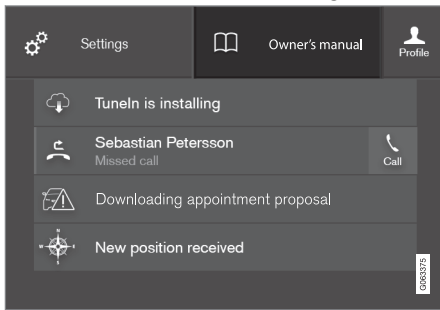 Settings
Owner's manual
Profile
TuneIn is installing
Sebastian Petersson
Missed call
Call
Downloading appointment proposal
N
W
S
New position received
G063375